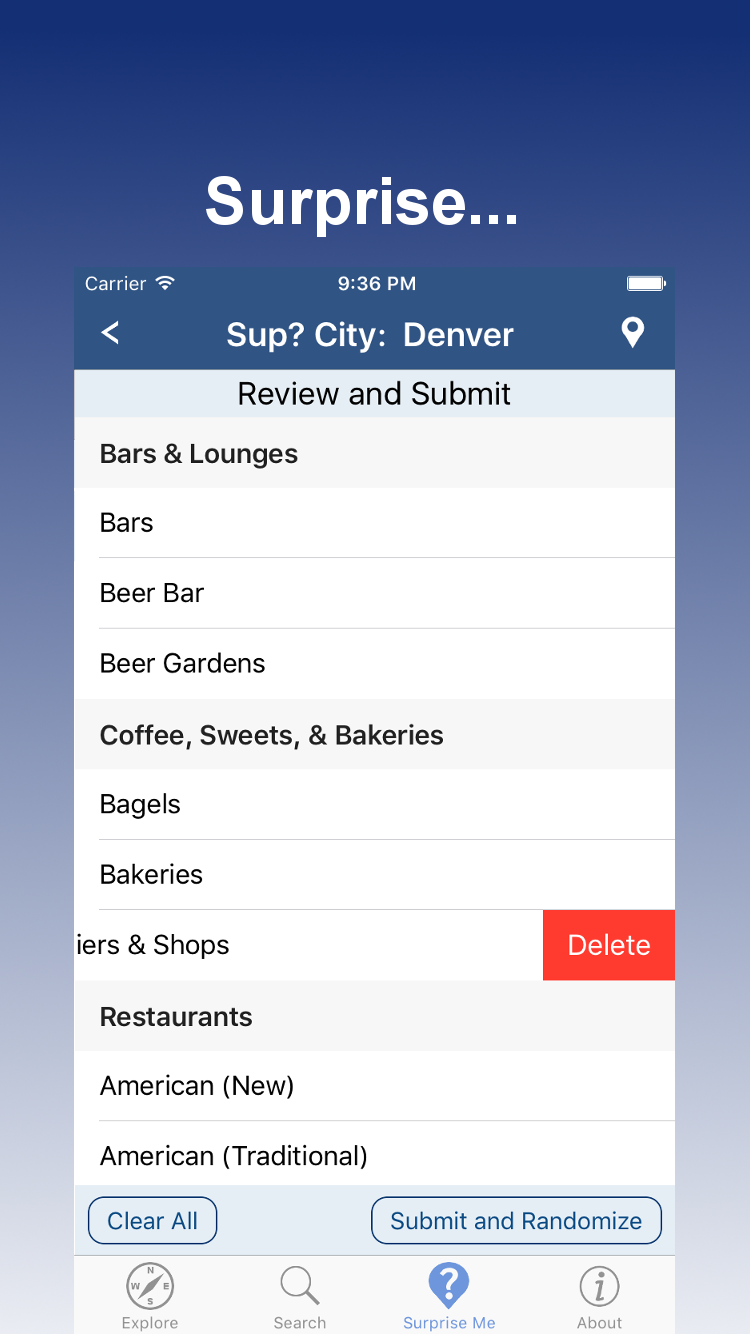 Surprise...
Carrier 9:36 PM
< Sup? City: Denver
Review and Submit
Bars & Lounges
Bars
Beer Bar
Beer Gardens
Coffee, Sweets, & Bakeries
Bagels
Bakeries
iers & Shops Delete
Restaurants
American (New)
American (Traditional)
Clear All Submit and Randomize
N
W E
S
Explore Search Surprise Me About